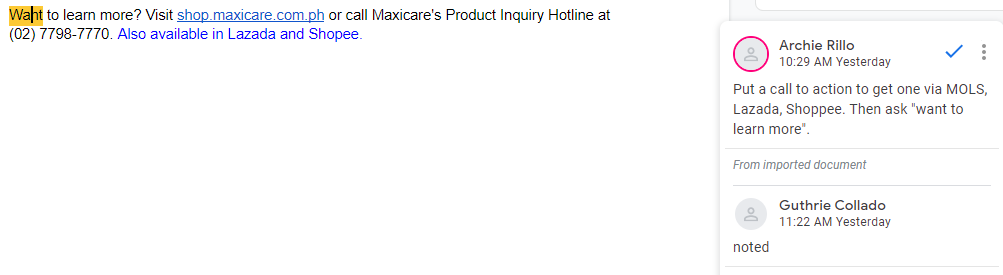 Want to learn more? Visit shop.maxicare.com.ph or call Maxicare's Product Inquiry Hotline at
(02) 7798-7770. Also available in Lazada and Shopee.
Archie Rillo
10:29 AM Yesterday
Put a call to action to get one via MOLS,
Lazada, Shoppee. Then ask "want to
learn more".
From imported document
Guthrie Collado
11:22 AM Yesterday
noted